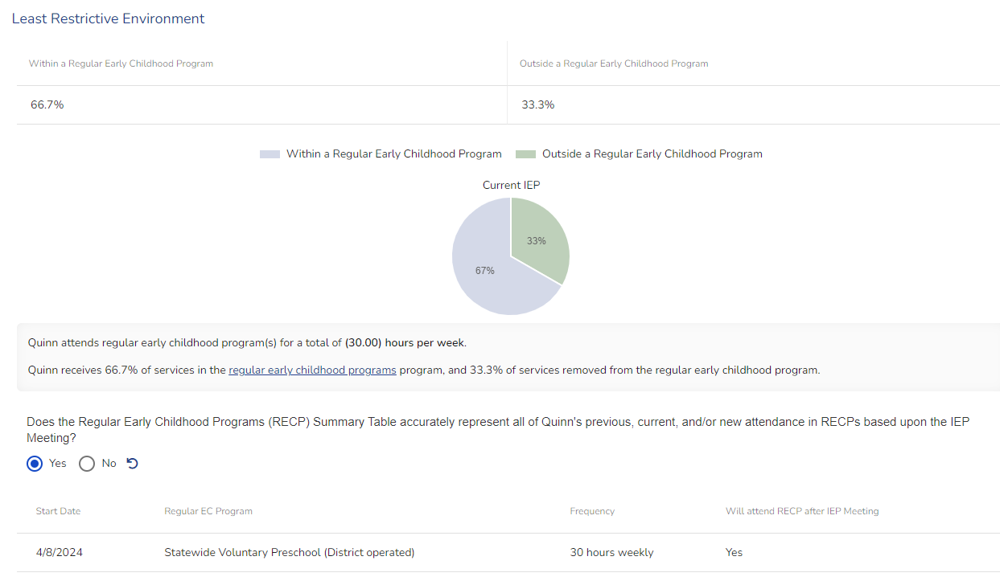 Least Restrictive Environment
Within a Regular Early Childhood Program
Outside a Regular Early Childhood Program
66.7%
33.3%
Within a Regular Early Childhood Program
Outside a Regular Early Childhood Program
Current IEP
33%
67%
Quinn attends regular early childhood program(s) for a total of (30.00) hours per week.
Quinn receives 66.7% of services in the regular early childhood programs program, and 33.3% of services removed from the regular early childhood program.
Does the Regular Early Childhood Programs (RECP) Summary Table accurately represent all of Quinn's previous, current, and/or new attendance in RECPs based upon the IEP
Meeting?
Yes No
Start Date Regular EC Program Frequency Will attend RECP after IEP Meeting
4/8/2024 Statewide Voluntary Preschool (District operated) 30 hours weekly Yes